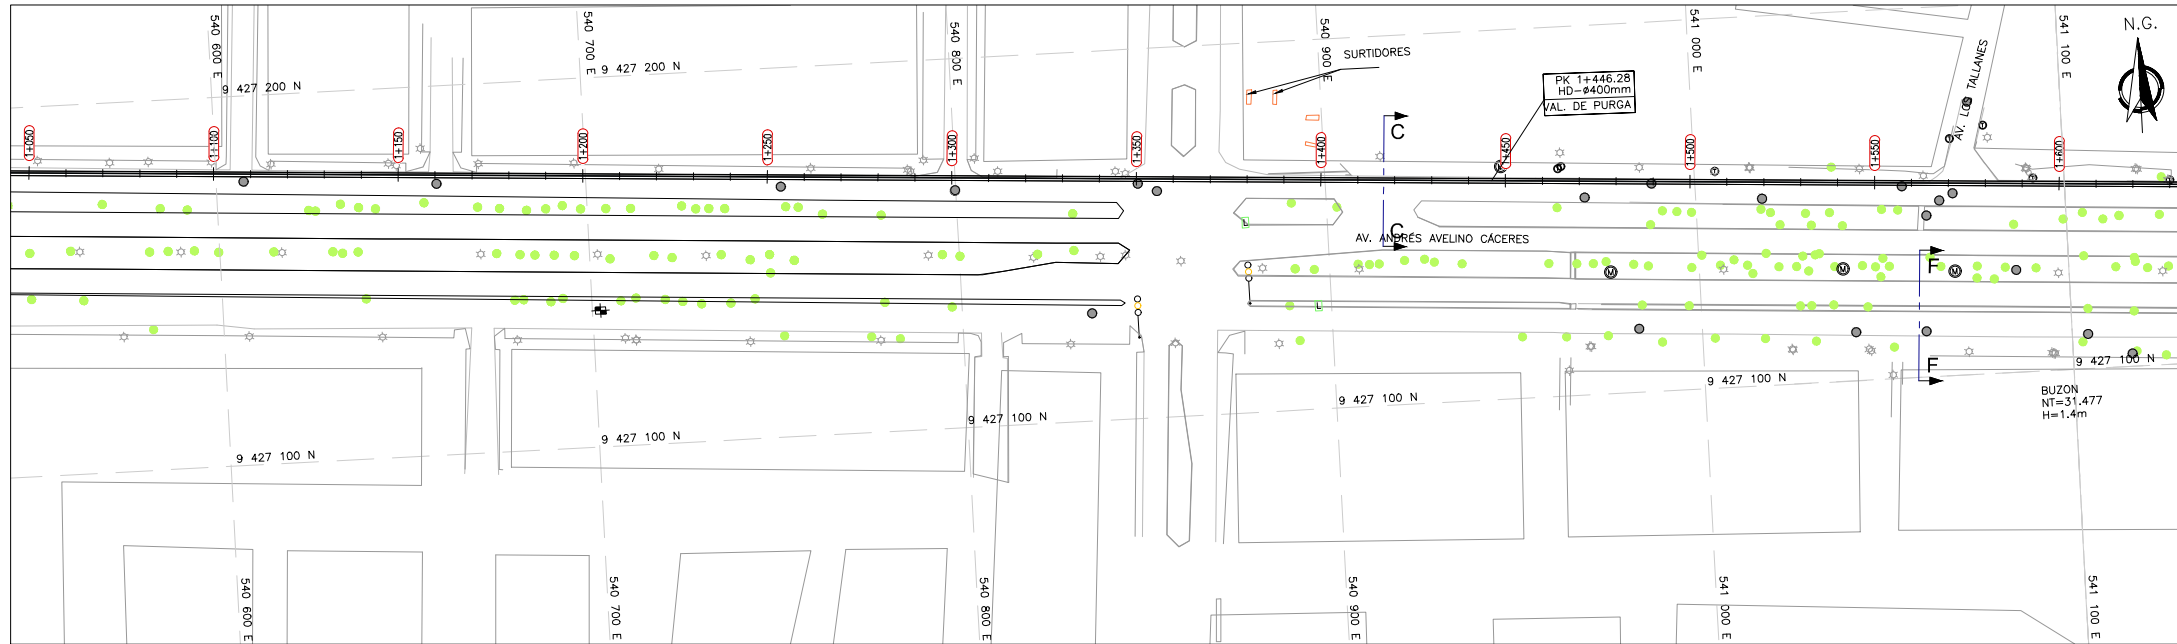 540 600 E
540 700 E
540 800 E
540 900 E
541 000 E
541 100 E
N.G.
SURTIDORES
9 427 200 N
9 427 200 N
PK 1+446.28
HD-ø400mm
VAL. DE PURGA
AV. LOS TALLANES
1+050
1+100
1+150
1+200
1+250
1+300
1+350
1+400
1+450
1+500
1+550
1+600
C
C
L
AV. ANDRÉS AVELINO CÁCERES
M
M
M
F
L
F
9 427 100 N
9 427 100 N
9 427 100 N
9 427 100 N
9 427 100 N
9 427 100 N
BUZON
NT=31.477
H=1.4m
540 600 E
540 700 E
540 800 E
540 900 E
541 000 E
541 100 E